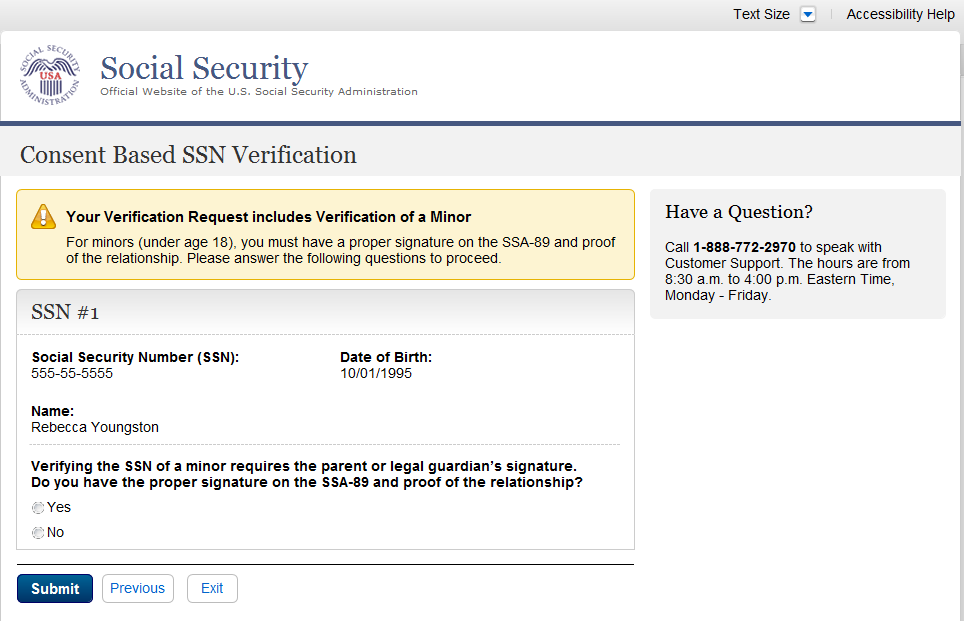 Text Size
Accessibility Help
SOCIAL SECURITY ADMINISTRATION
USA
Social Security
Official Website of the U.S. Social Security Administration
Consent Based SSN Verification
Your Verification Request includes Verification of a Minor
For minors (under age 18), you must have a proper signature on the SSA-89 and proof
of the relationship. Please answer the following questions to proceed.
Have a Question?
Call 1-888-772-2970 to speak with
Customer Support. The hours are from
8:30 a.m. to 4:00 p.m. Eastern Time,
Monday - Friday.
SSN #1
Social Security Number (SSN):
555-55-5555
Date of Birth:
10/01/1995
Name:
Rebecca Youngston
Verifying the SSN of a minor requires the parent or legal guardian’s signature.
Do you have the proper signature on the SSA-89 and proof of the relationship?
Yes
No
Submit
Previous
Exit